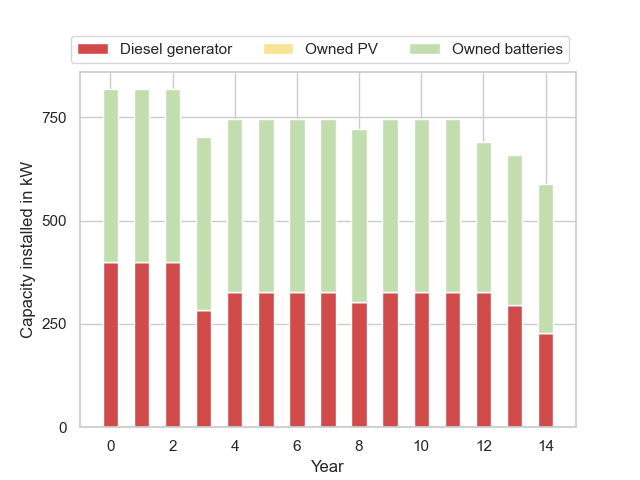 Diesel generator Owned PV Owned batteries
750
500
250
0
Capacity installed in kW
0 2 4 6 8 10 12 14
Year